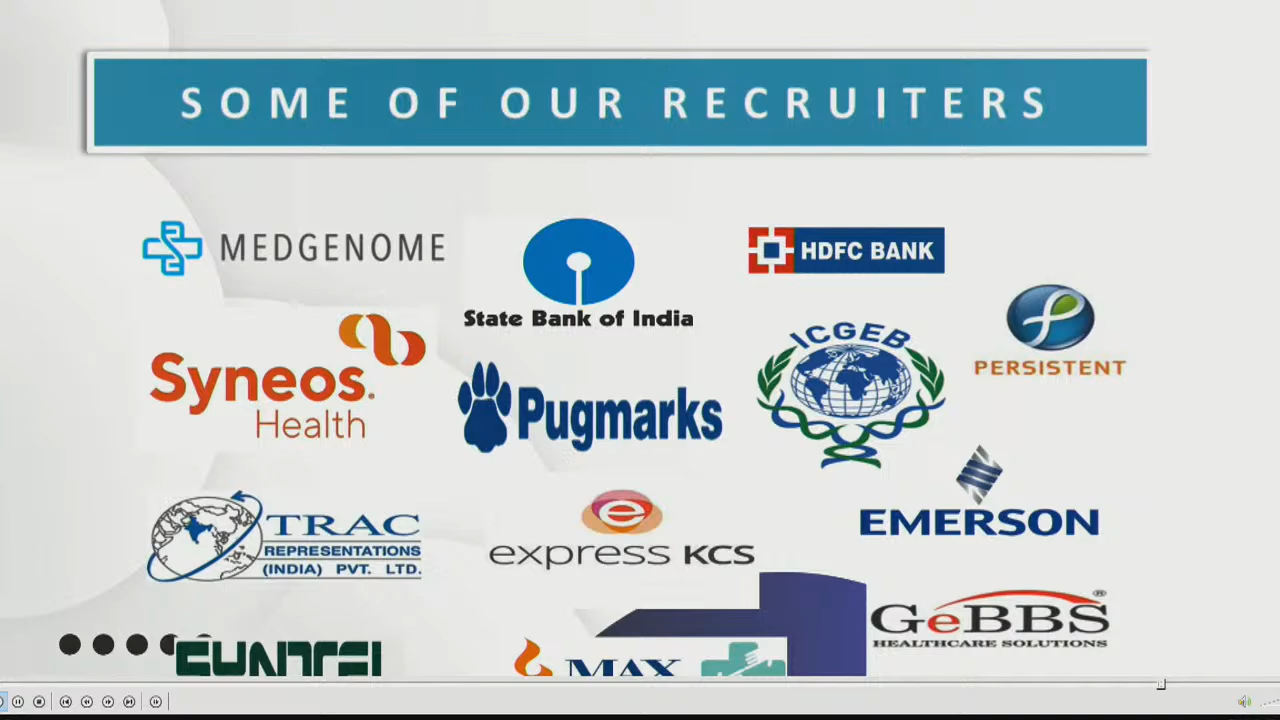 SOME OF OUR RECRUITERS
MEDGENOME
State Bank of India
HDFC BANK
Syneos
Health
Pugmarks
ICGEB
PERSISTENT
TRAC
REPRESENTATIONS
(INDIA) PVT. LTD.
e
express KCS
EMERSON
GeBBS®
HEALTHCARE SOLUTIONS
MAX